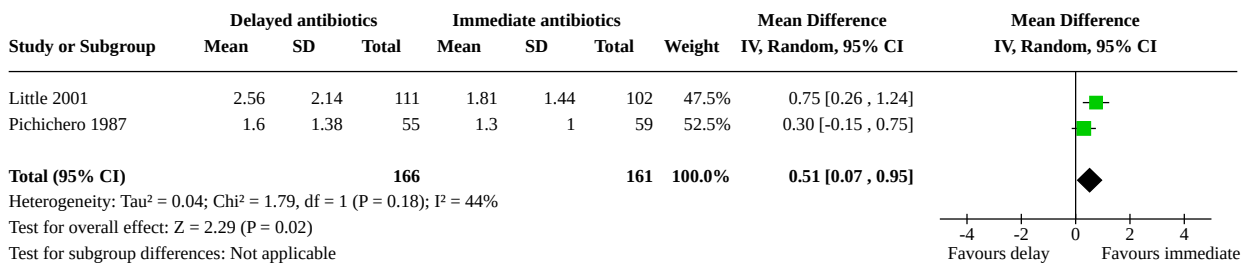 Delayed antibiotics Immediate antibiotics Mean Difference Mean Difference
Study or Subgroup Mean SD Total Mean SD Total Weight IV, Random, 95% CI IV, Random, 95% CI
Little 2001 2.56 2.14 111 1.81 1.44 102 47.5% 0.75 [0.26 , 1.24]
Pichichero 1987 1.6 1.38 55 1.3 1 59 52.5% 0.30 [-0.15 , 0.75]
Total (95% CI) 166 161 100.0% 0.51 [0.07 , 0.95]
Heterogeneity: Tau² = 0.04; Chi² = 1.79, df = 1 (P = 0.18); I² = 44%
Test for overall effect: Z = 2.29 (P = 0.02)
-4 -2 0 2 4
Test for subgroup differences: Not applicable Favours delay Favours immediate